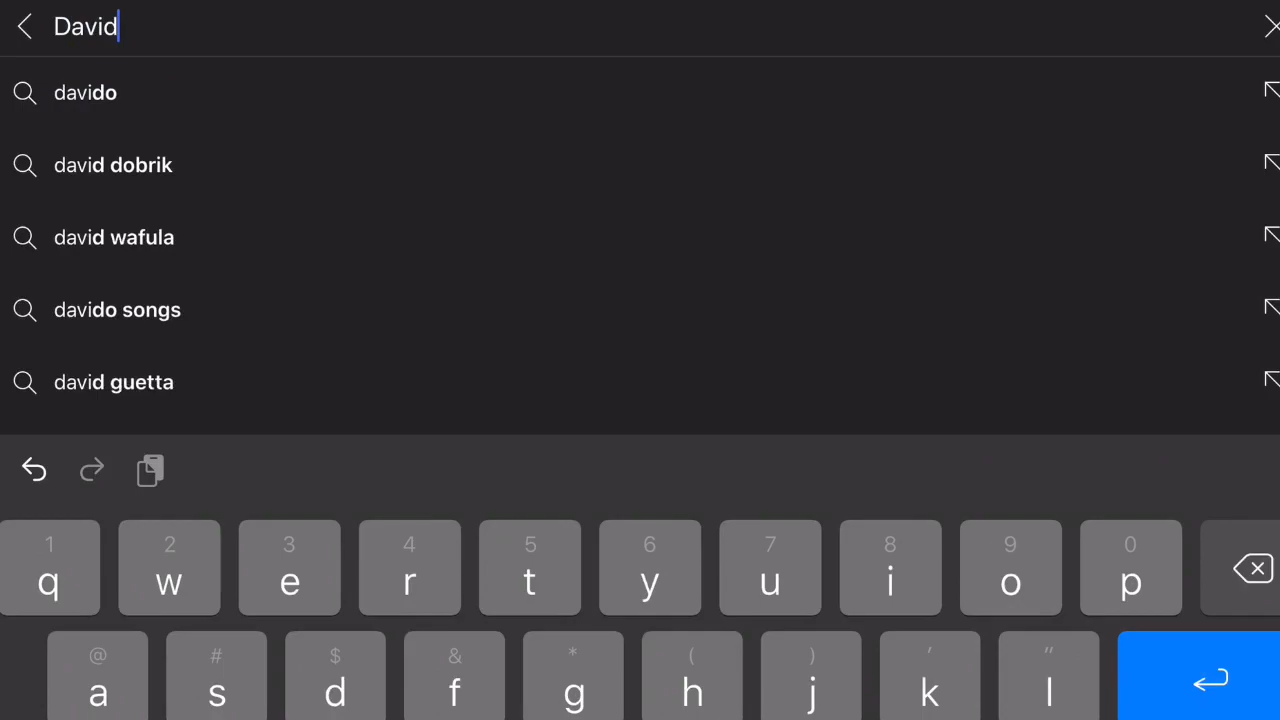 David
davido
david dobrik
david wafula
davido songs
david guetta
1 2 3 4 5 6 7 8 9 0
q w e r t y u i o p
@ # $ & * ( ) ' "
a s d f g h j k l